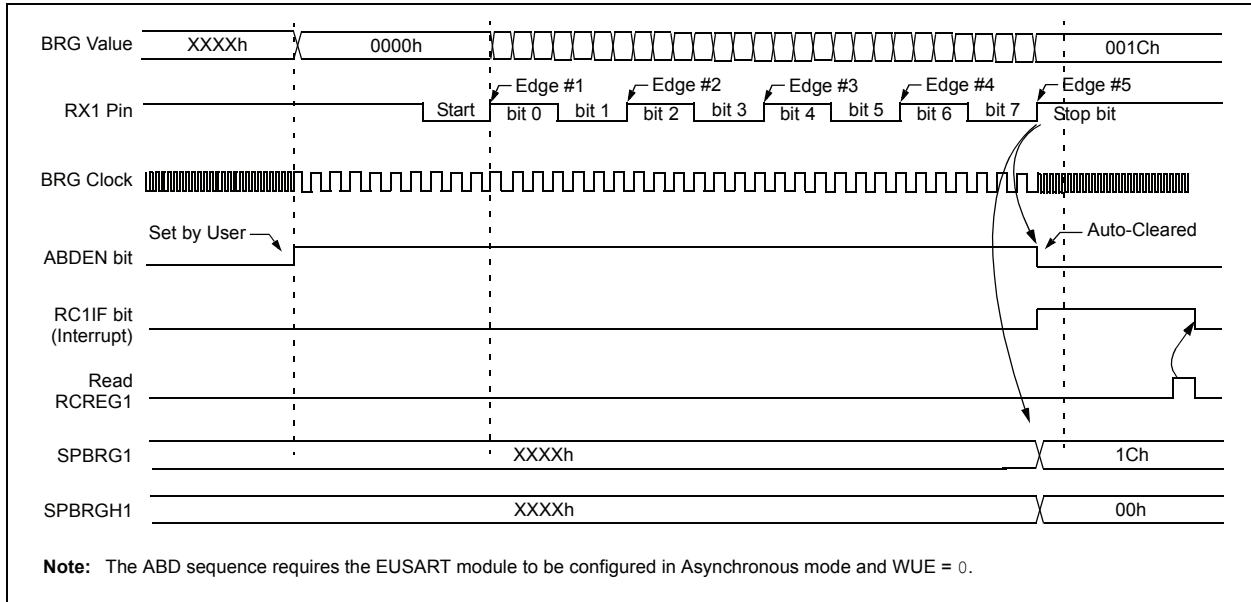 BRG Value XXXXh 0000h 001Ch
Edge #1 Edge #2 Edge #3 Edge #4 Edge #5
RX1 Pin Start bit 0 bit 1 bit 2 bit 3 bit 4 bit 5 bit 6 bit 7 Stop bit
BRG Clock
Set by User Auto-Cleared
ABDEN bit
RC1IF bit
(Interrupt)
Read
RCREG1
SPBRG1 XXXXh 1Ch
SPBRGH1 XXXXh 00h
Note: The ABD sequence requires the EUSART module to be configured in Asynchronous mode and WUE = 0.